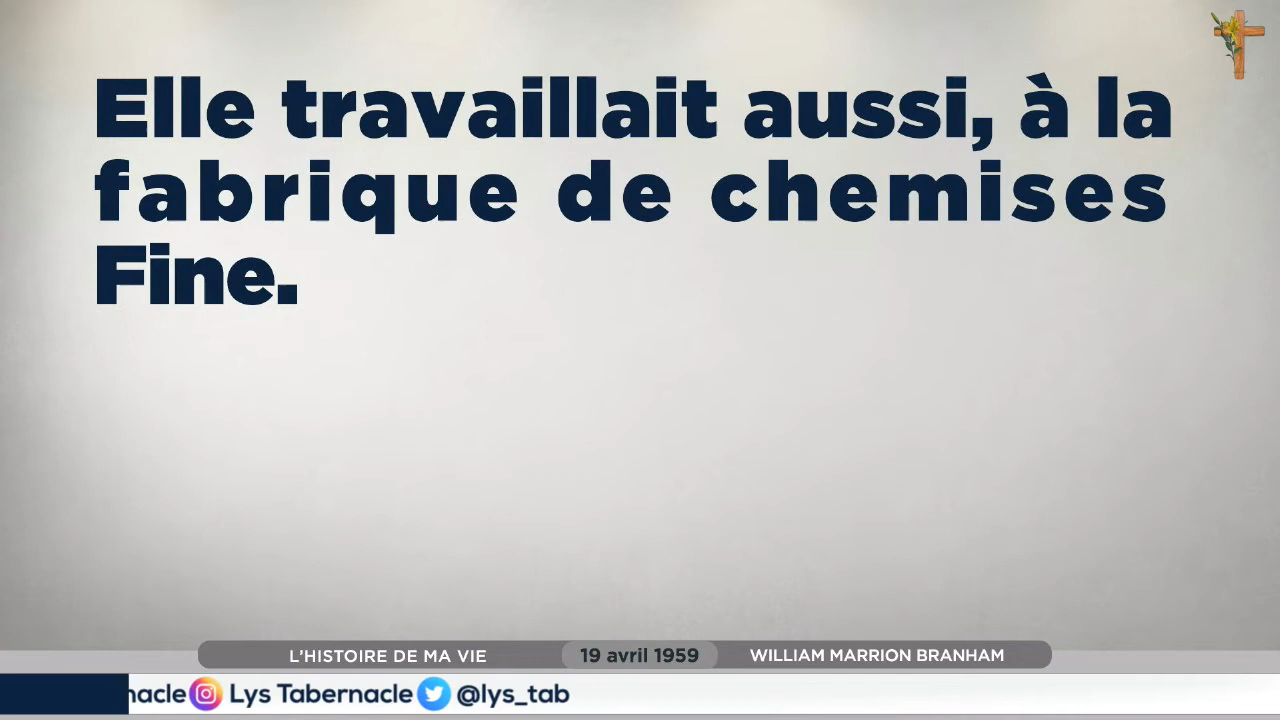 Elle travaillait aussi, à la
fabrique de chemises
Fine.
L'HISTOIRE DE MA VIE 19 avril 1959 WILLIAM MARRION BRANHAM
nacle Lys Tabernacle @lys_tab